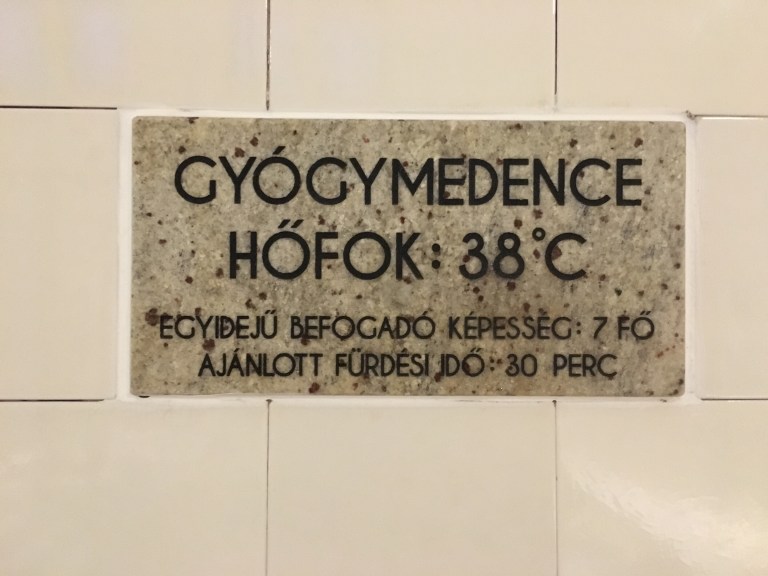 GYÓGYMEDENCE
HŐFOK: 38°C
EGYIDEJŰ BEFOGADÓ KÉPESSÉG: 7 FŐ
AJÁNLOTT FÜRDÉSI IDŐ: 30 PERC